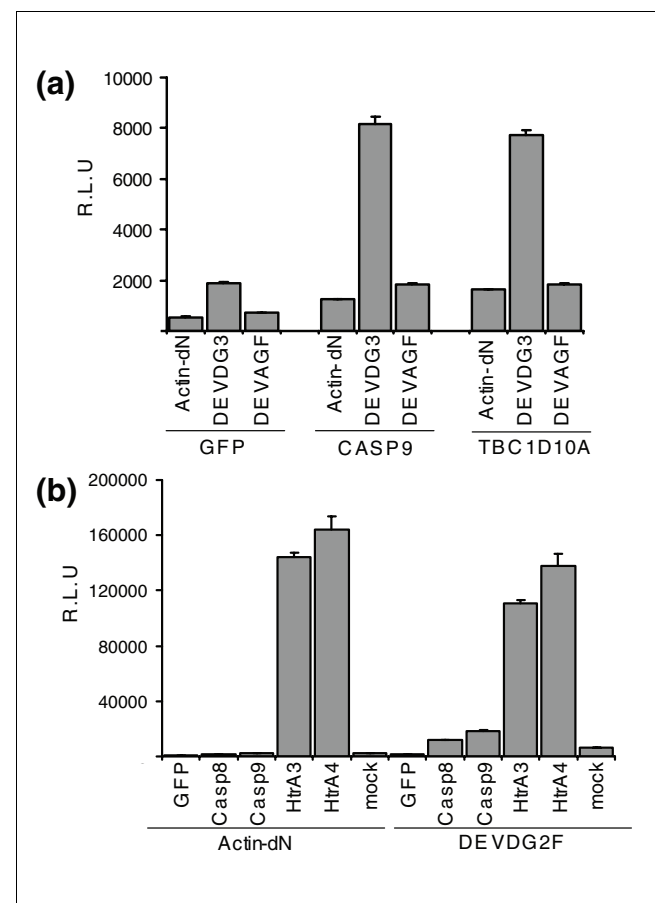 (a)
10000
8000
6000
4000
2000
R.L.U
Actin-dN
DEVDG3
DEVAGF
Actin-dN
DEVDG3
DEVAGF
Actin-dN
DEVDG3
DEVAGF
GFP
CASP9
TBC1D10A
(b)
200000
160000
120000
80000
40000
R.L.U
GFP
Casp8
Casp9
HtrA3
HtrA4
mock
GFP
Casp8
Casp9
HtrA3
HtrA4
mock
Actin-dN
DEVDG2F